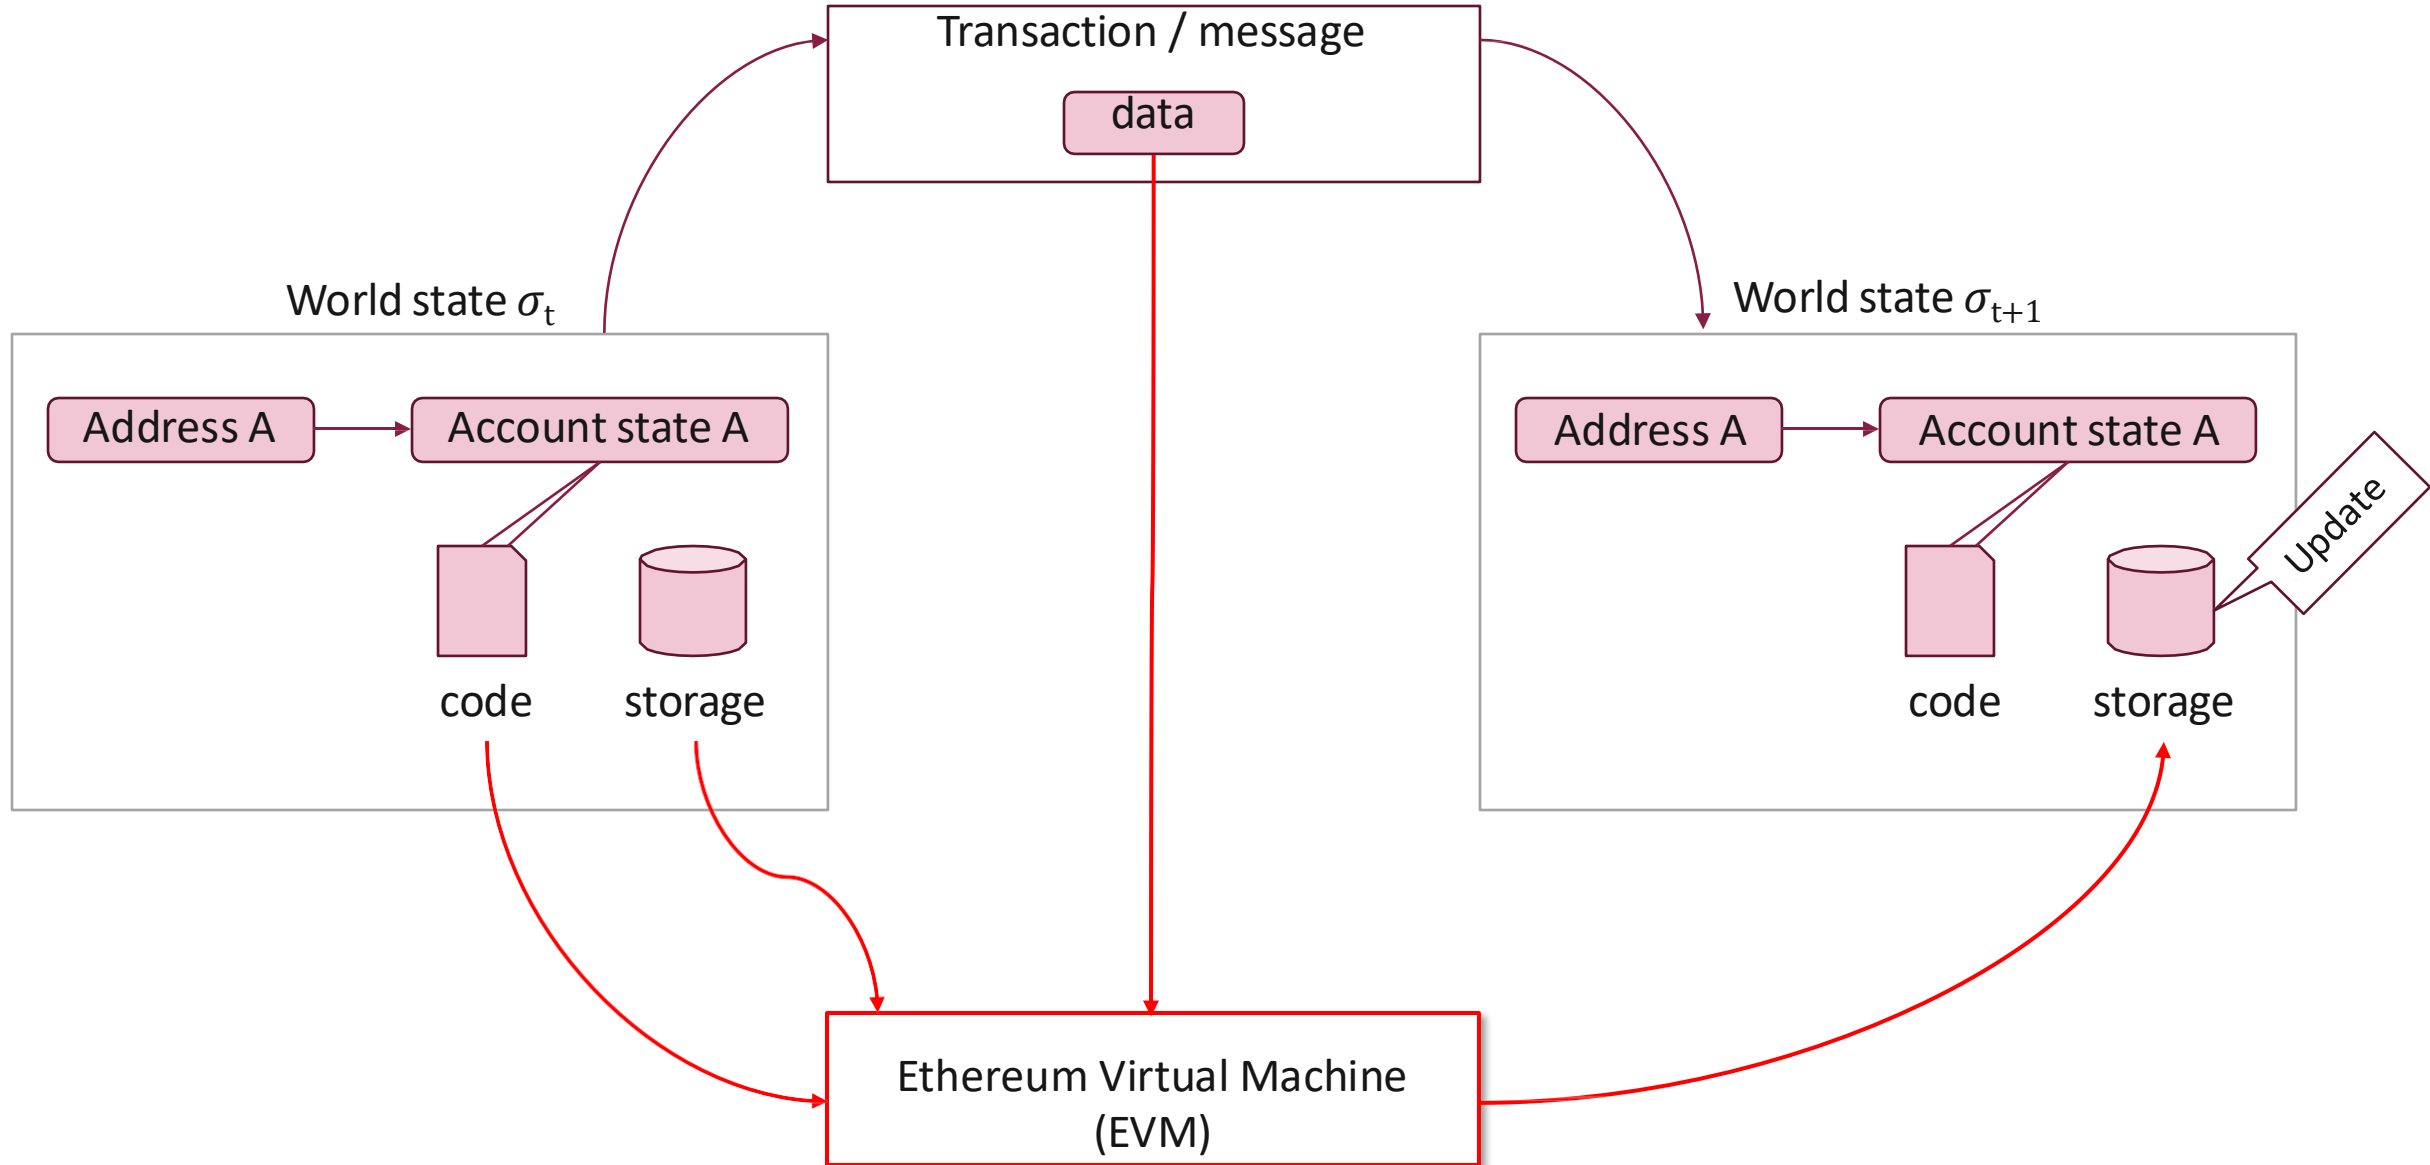 Transaction / message
data
World state σt
World state σt+1
Address A
Account state A
Address A
Account state A
Update
code
storage
code
storage
Ethereum Virtual Machine
(EVM)